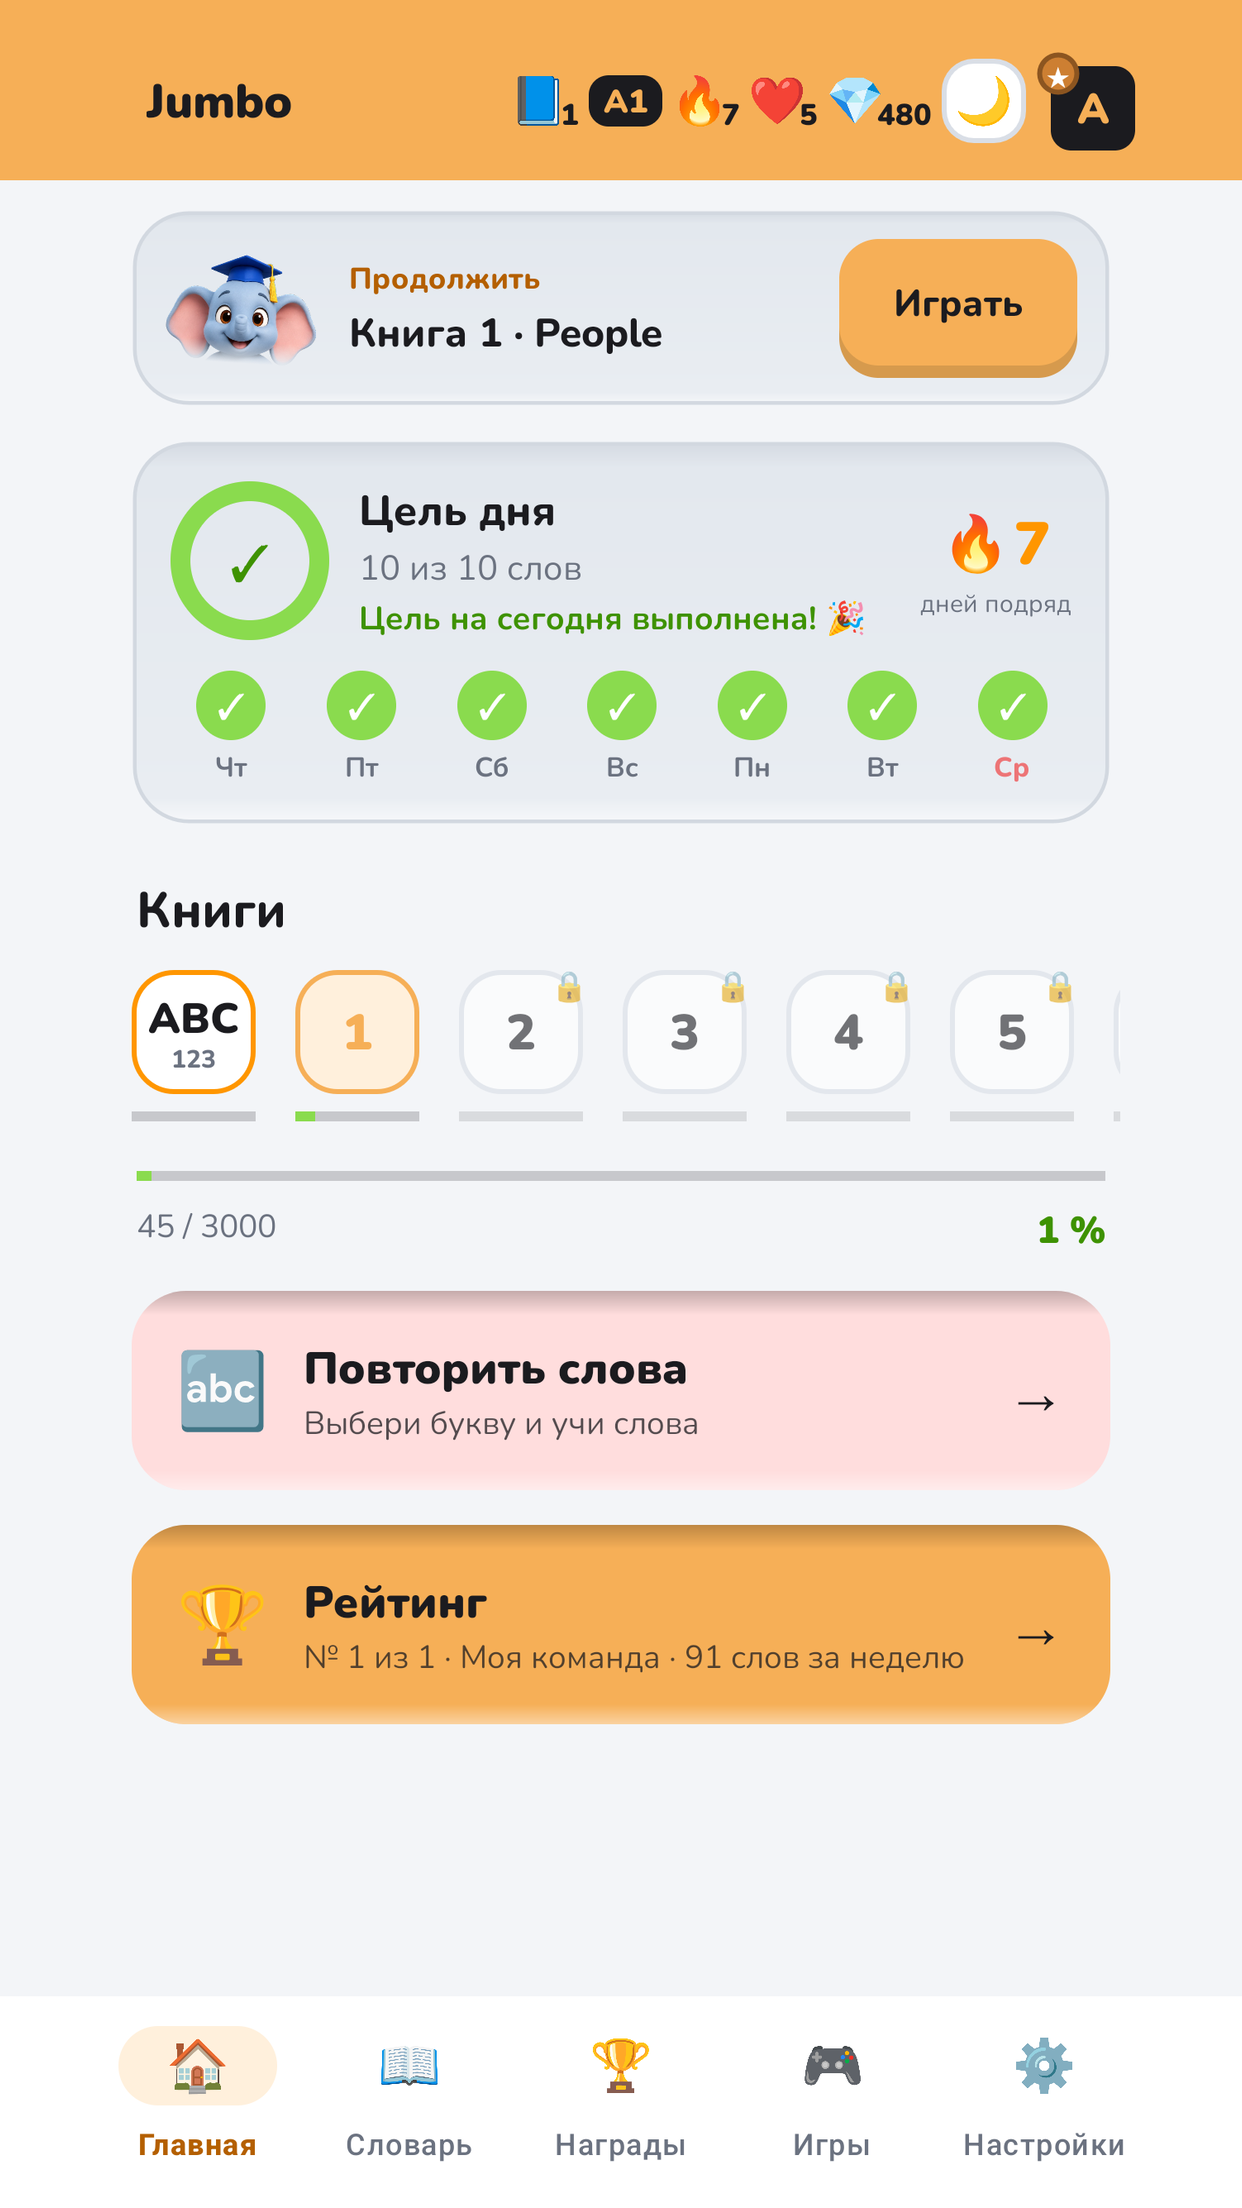 Jumbo
1
A1
7
5
480
A
Продолжить
Книга 1 · People
Играть
✓
Цель дня
10 из 10 слов
Цель на сегодня выполнена! 🎉
7
дней подряд
✓ ✓ ✓ ✓ ✓ ✓ ✓
Чт Пт Сб Вс Пн Вт Ср
Книги
ABC
123
1
2
3
4
5
45 / 3000
1 %
abc
Повторить слова
Выбери букву и учи слова
→
Рейтинг
№ 1 из 1 · Моя команда · 91 слов за неделю
→
Главная
Словарь
Награды
Игры
Настройки